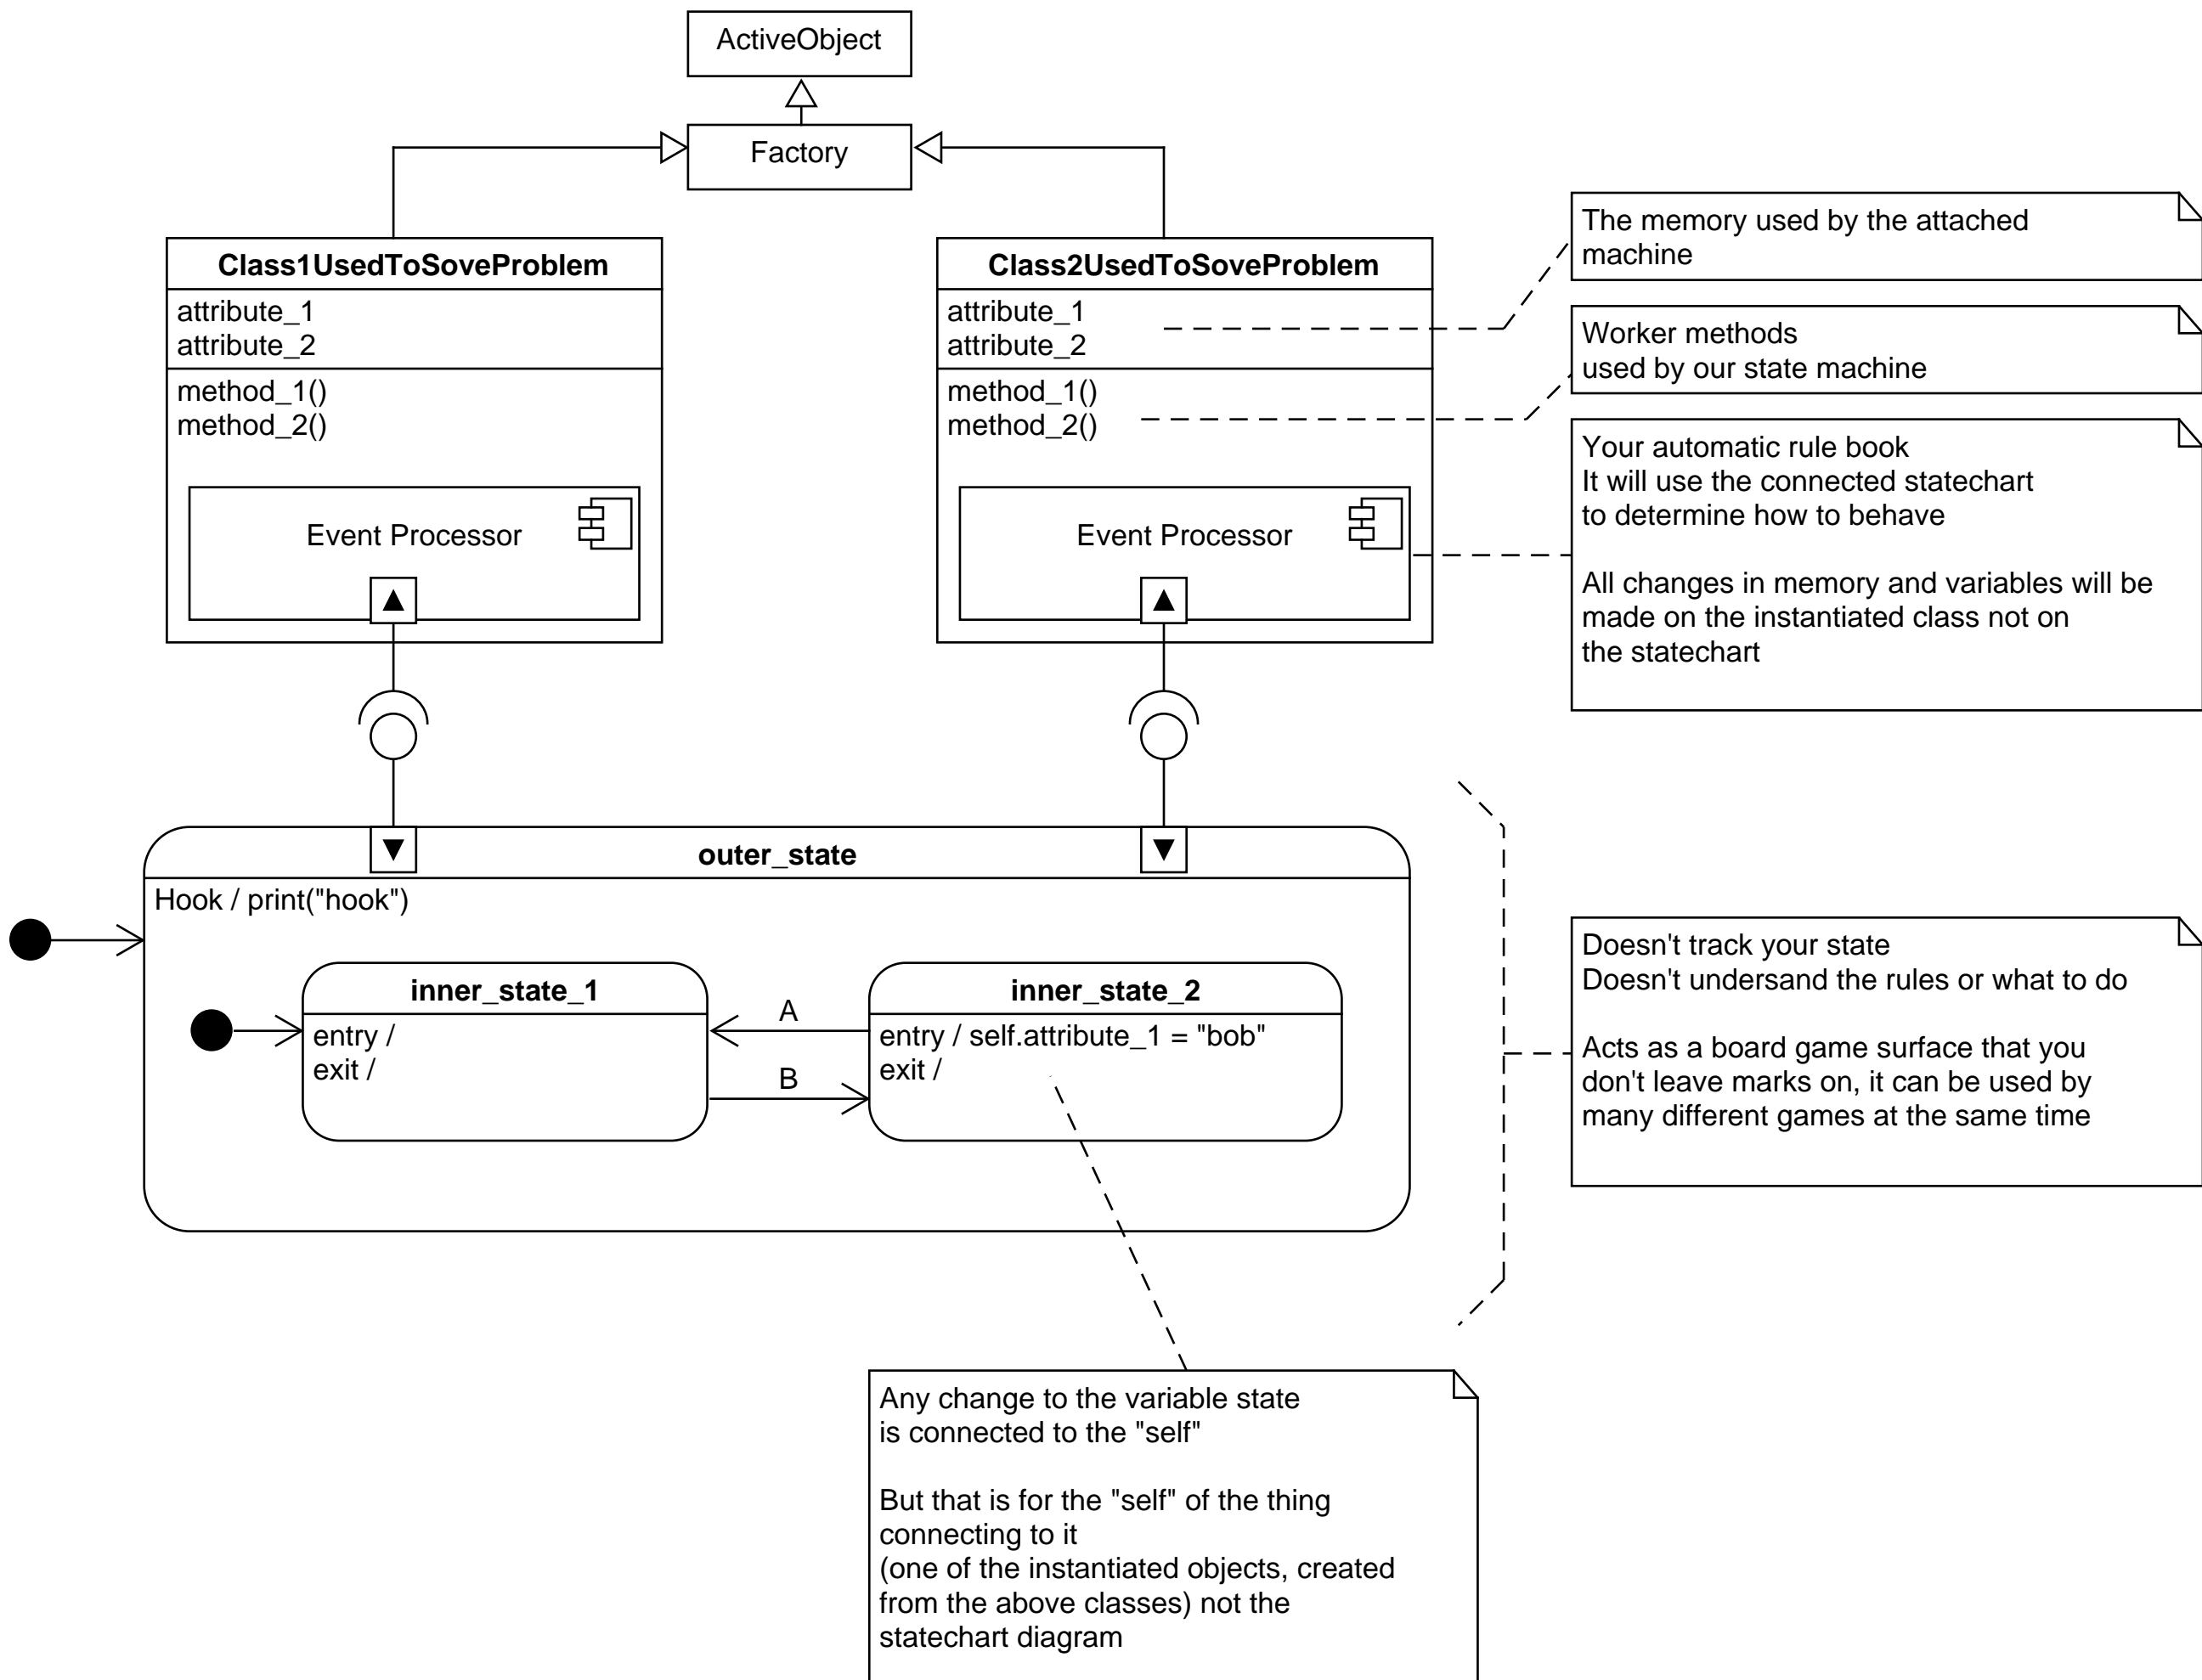 ActiveObject
Factory
Class1UsedToSoveProblem
attribute_1
attribute_2
method_1()
method_2()
Event Processor
Class2UsedToSoveProblem
attribute_1
attribute_2
method_1()
method_2()
Event Processor
The memory used by the attached
machine
Worker methods
used by our state machine
Your automatic rule book
It will use the connected statechart
to determine how to behave
All changes in memory and variables will be
made on the instantiated class not on
the statechart
outer_state
Hook / print("hook")
inner_state_1
entry /
exit /
A
B
inner_state_2
entry / self.attribute_1 = "bob"
exit /
Doesn't track your state
Doesn't undersand the rules or what to do
Acts as a board game surface that you
don't leave marks on, it can be used by
many different games at the same time
Any change to the variable state
is connected to the "self"
But that is for the "self" of the thing
connecting to it
(one of the instantiated objects, created
from the above classes) not the
statechart diagram